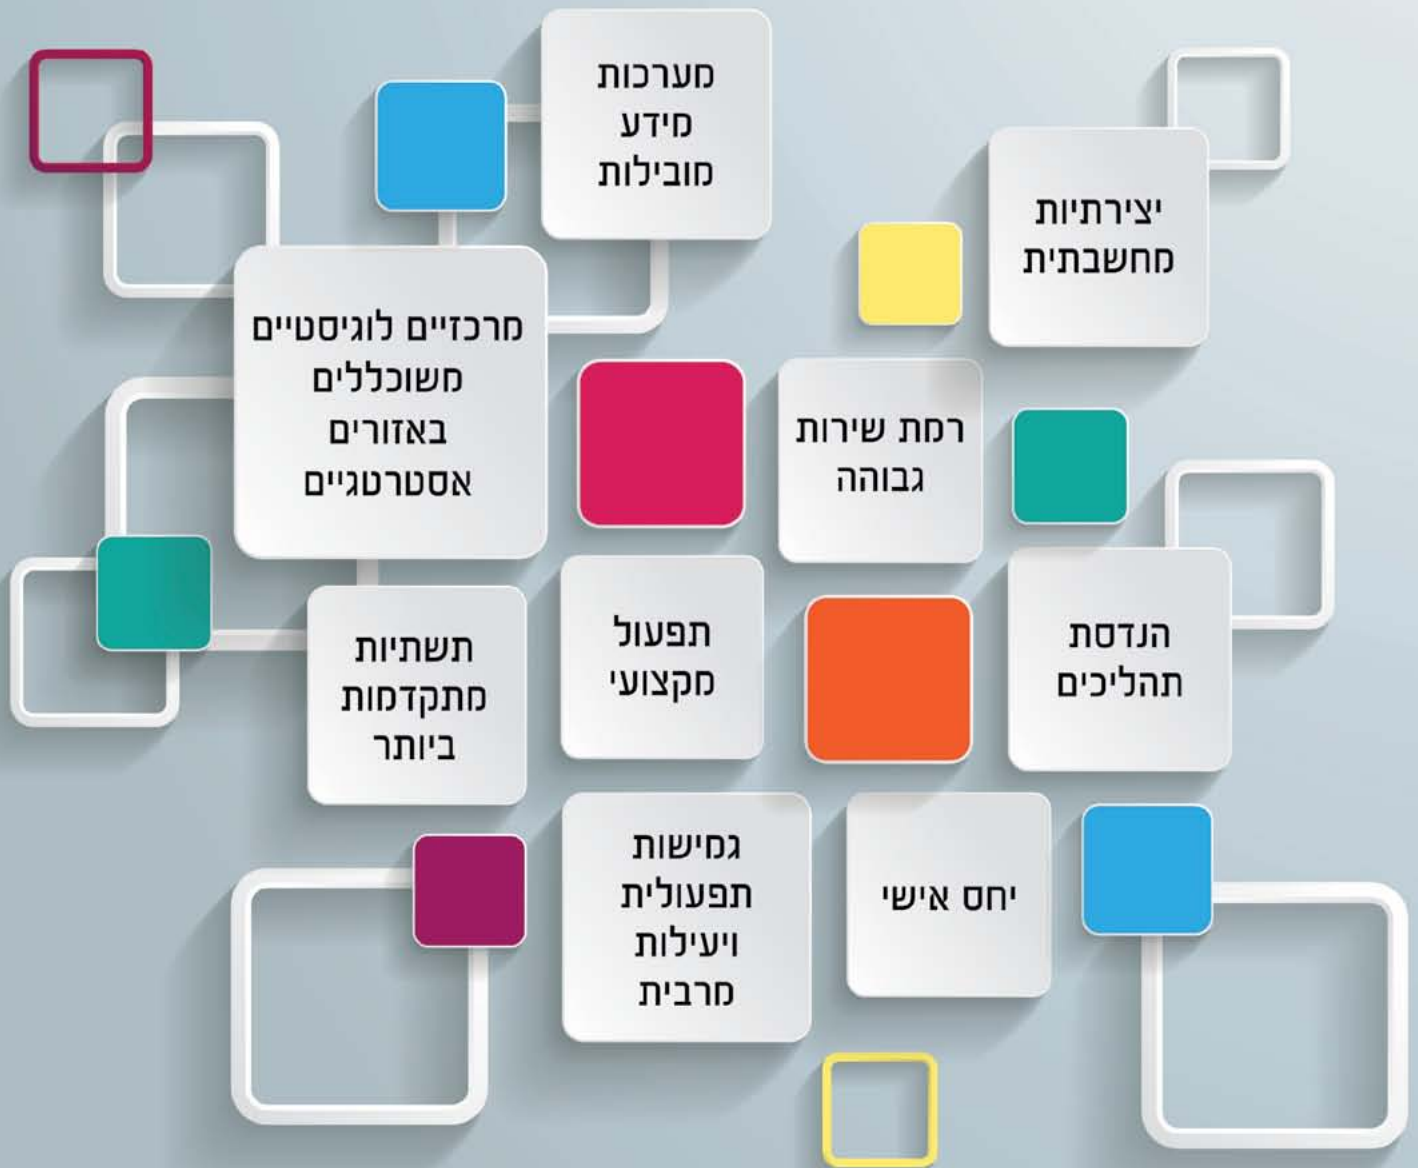 מערכות
מידע
מובילות
יצירתיות
מחשבתית
מרכזיים לוגיסטיים
משוכללים
באזורים
אסטרטגיים
רמת שירות
גבוהה
הנדסת
תהליכים
תפעול
מקצועי
תשתיות
מתקדמות
ביותר
יחס אישי
גמישות
תפעולית
ויעילות
מרבית